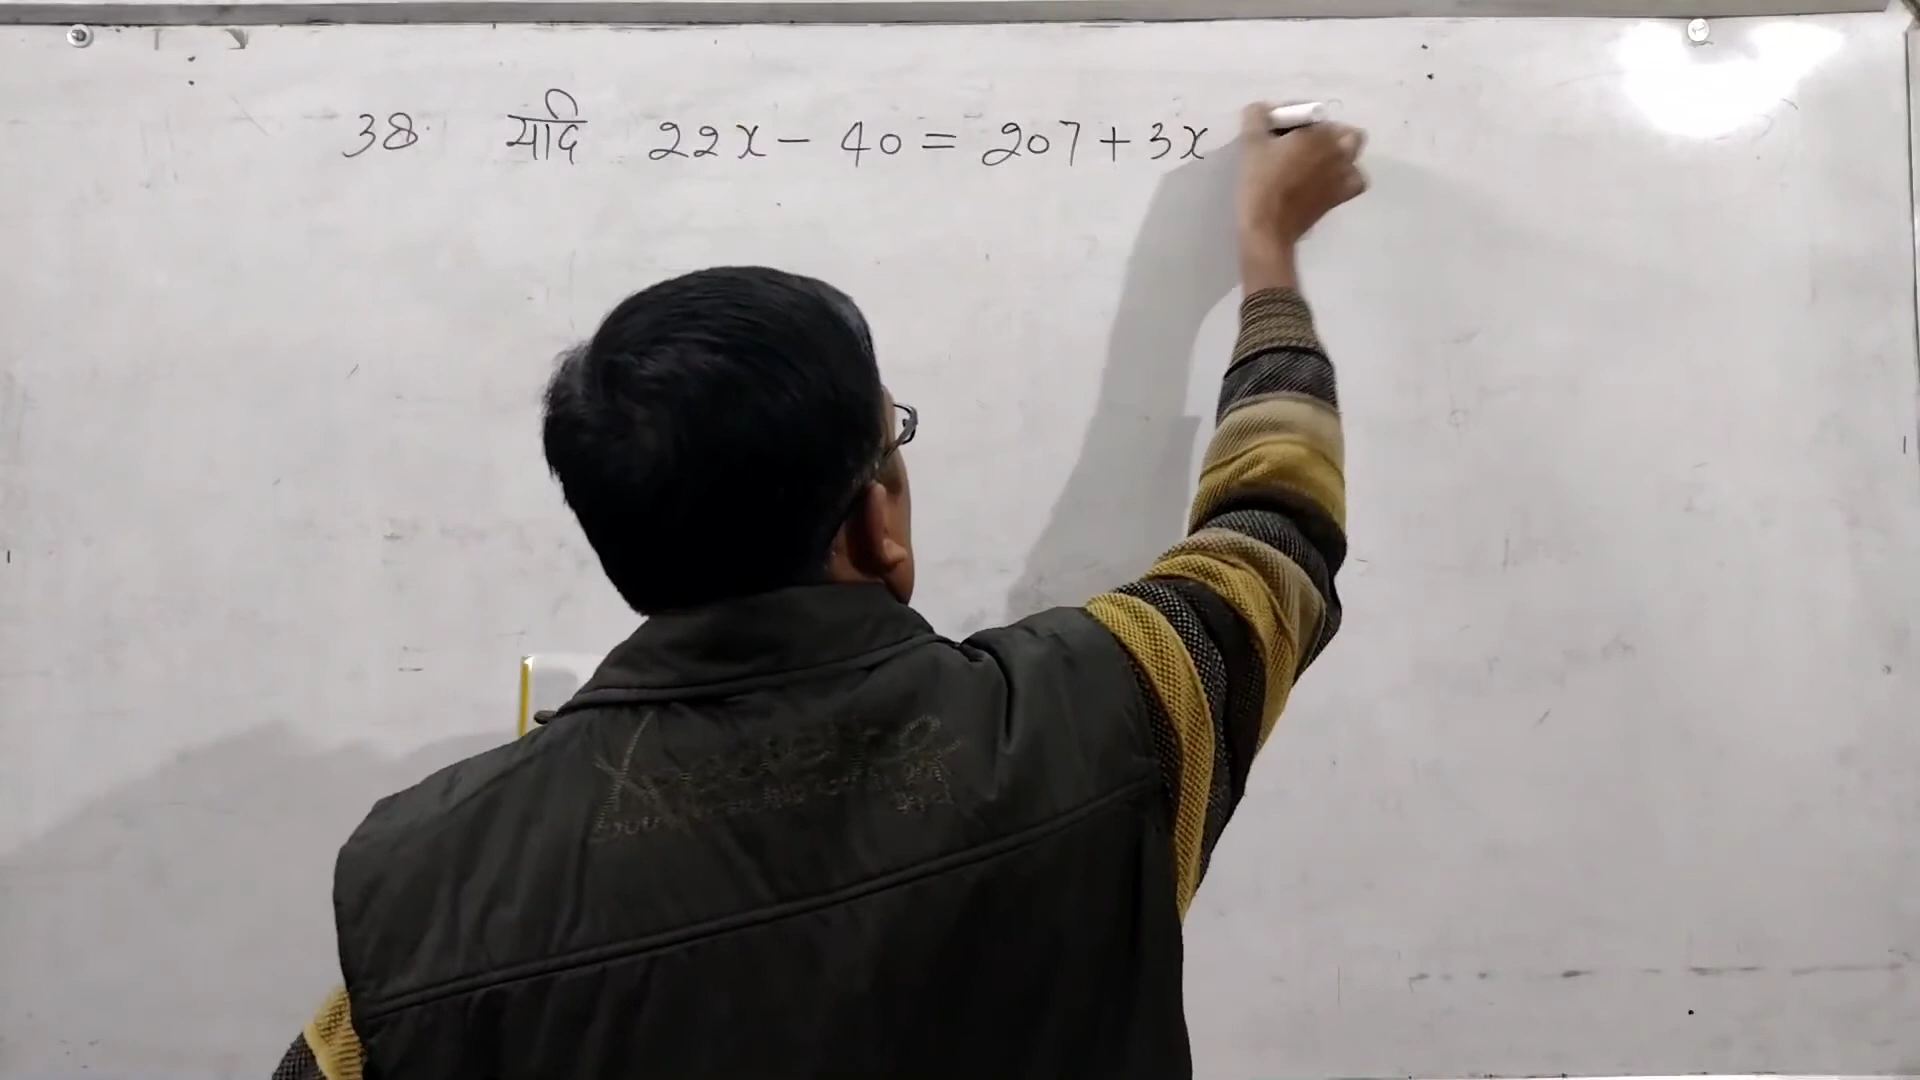 38. यदि 22x - 40 = 207 + 3x